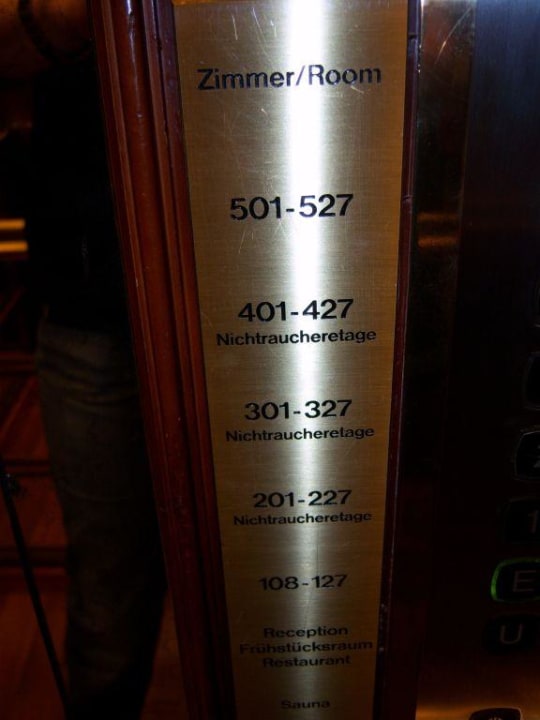 Zimmer/Room
501-527
401-427
Nichtraucheretage
301-327
Nichtraucheretage
201-227
Nichtraucheretage
108-127
Reception
Frühstücksraum
Restaurant
Sauna
1
E
U